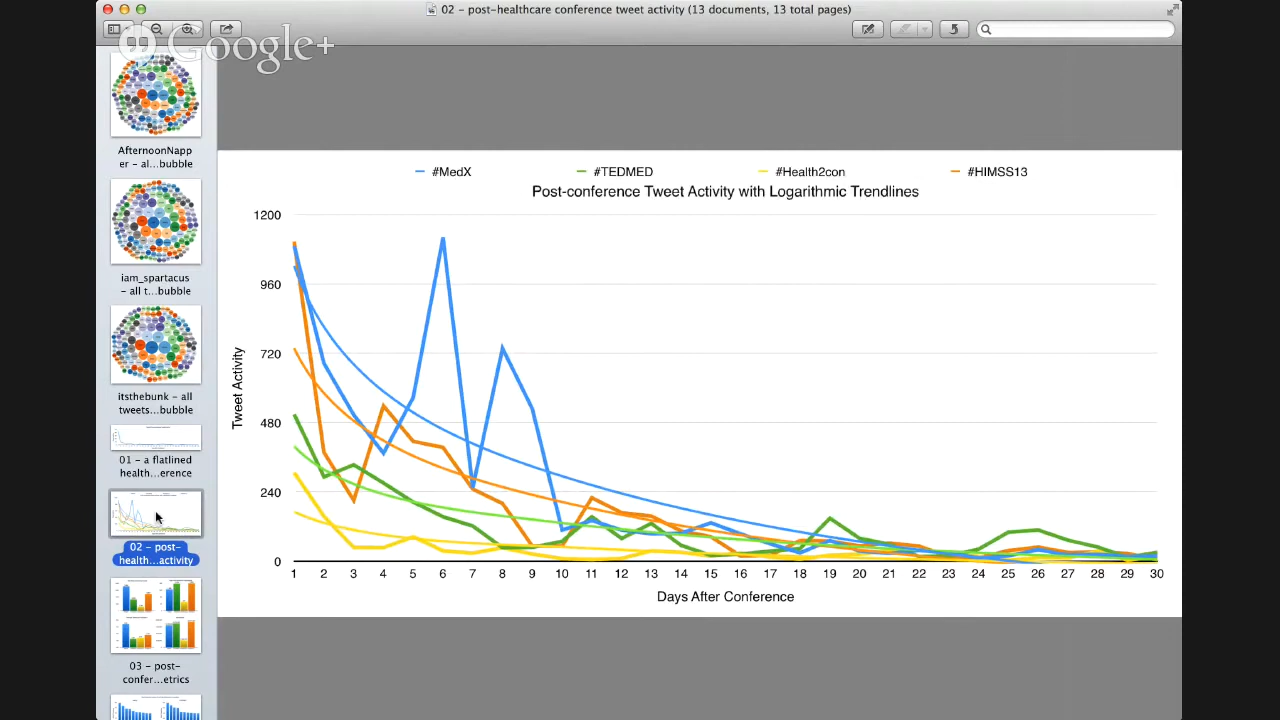 02 - post-healthcare conference tweet activity (13 documents, 13 total pages)
Google+
AfternoonNapp
er - al...bubble
iam_spartacus
- all t...bubble
itsthebunk - all
tweets...bubble
01 - a flatlined
health...erence
02 - post-
health...activity
03 - post-
confer...etrics
#MedX
#TEDMED
#Health2con
#HIMSS13
Post-conference Tweet Activity with Logarithmic Trendlines
Tweet Activity
1200
960
720
480
240
0
1 2 3 4 5 6 7 8 9 10 11 12 13 14 15 16 17 18 19 20 21 22 23 24 25 26 27 28 29 30
Days After Conference